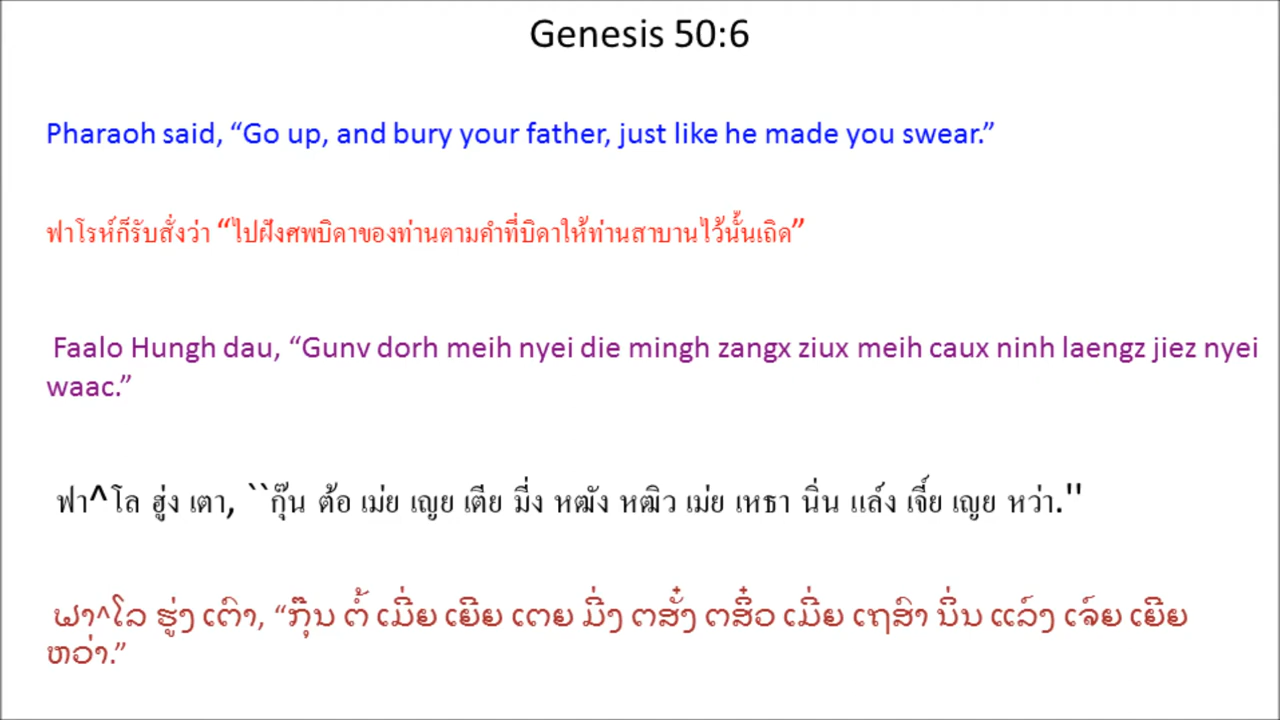 Genesis 50:6
Pharaoh said, “Go up, and bury your father, just like he made you swear.”
ฟาโรห์ก็รับสั่งว่า “ไปฝังศพบิดาของท่านตามคำที่บิดาให้ท่านสาบานไว้นั้นเถิด”
Faalo Hungh dau, “Gunv dorh meih nyei die mingh zangx ziux meih caux ninh laengz jiez nyei
waac.”
ฟา^โล ฮู่ง เตา, ``กุ๊น ต้อ เม่ย เญย เตีย มี่ง หฒัง หฒิว เม่ย เหธา นิ่น แล์ง เจี์ย เญย หว่า.''
ຟາ^ໂລ ຮູ່ງ ເຕົາ, “ກຸ໊ນ ຕໍ້ ເມີ່ຍ ເຍີຍ ເຕຍ ມີ່ງ ຕສັ໋ງ ຕສິ໋ວ ເມີ່ຍ ເຖສົາ ນິ່ນ ແລ໌ງ ເຈ໌ຍ ເຍີຍ
ຫວ່າ.”